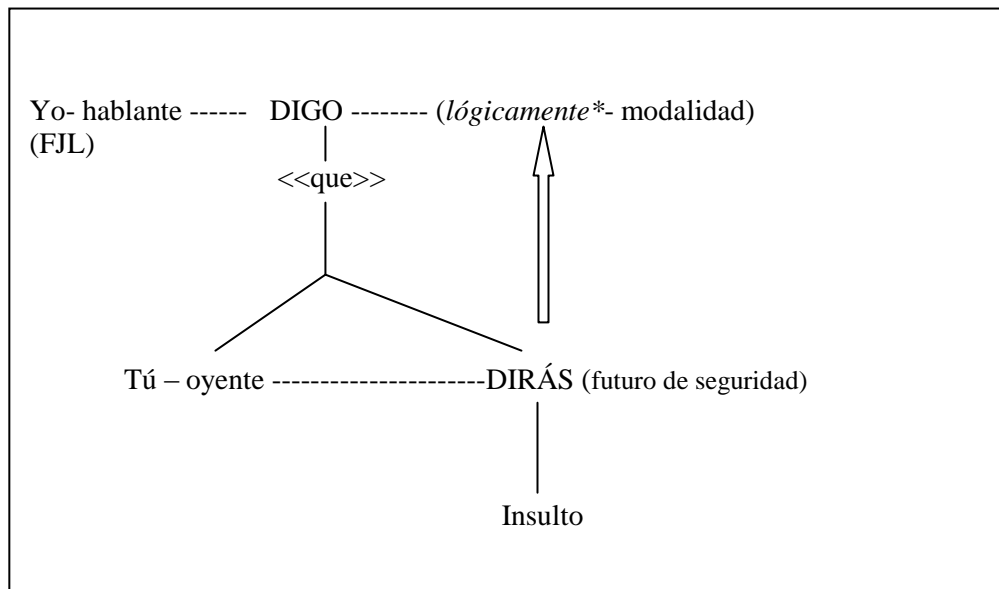 Yo- hablante ------ DIGO -------- (lógicamente*- modalidad)
(FJL)
<<que>>
Tú – oyente ----------------------DIRÁS (futuro de seguridad)
Insulto